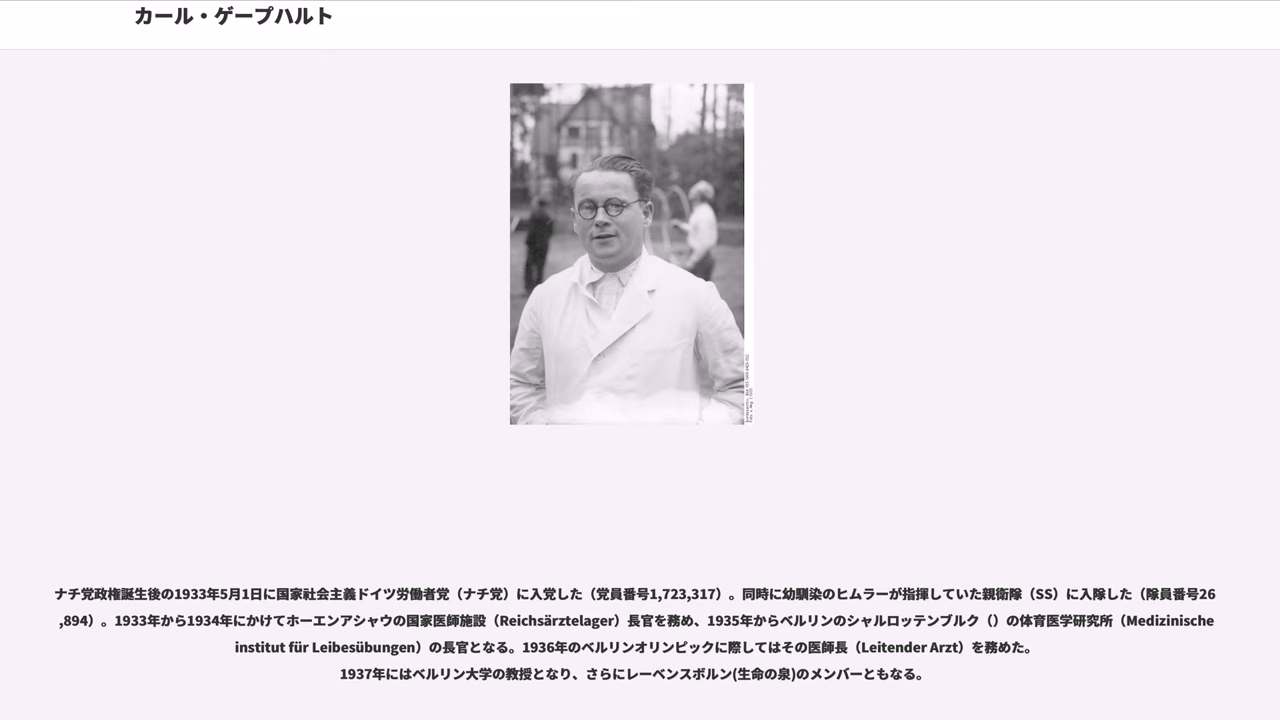 カール・ゲープハルト
ナチ党政権誕生後の1933年5月1日に国家社会主義ドイツ労働者党（ナチ党）に入党した（党員番号1,723,317）。同時に幼馴染のヒムラーが指揮していた親衛隊（SS）に入隊した（隊員番号26
,894）。1933年から1934年にかけてホーエンアシャウの国家医師施設（Reichsärztelager）長官を務め、1935年からベルリンのシャルロッテンブルク（）の体育医学研究所（Medizinische
institut für Leibesübungen）の長官となる。1936年のベルリンオリンピックに際してはその医師長（Leitender Arzt）を務めた。
1937年にはベルリン大学の教授となり、さらにレーベンスボルン(生命の泉)のメンバーともなる。